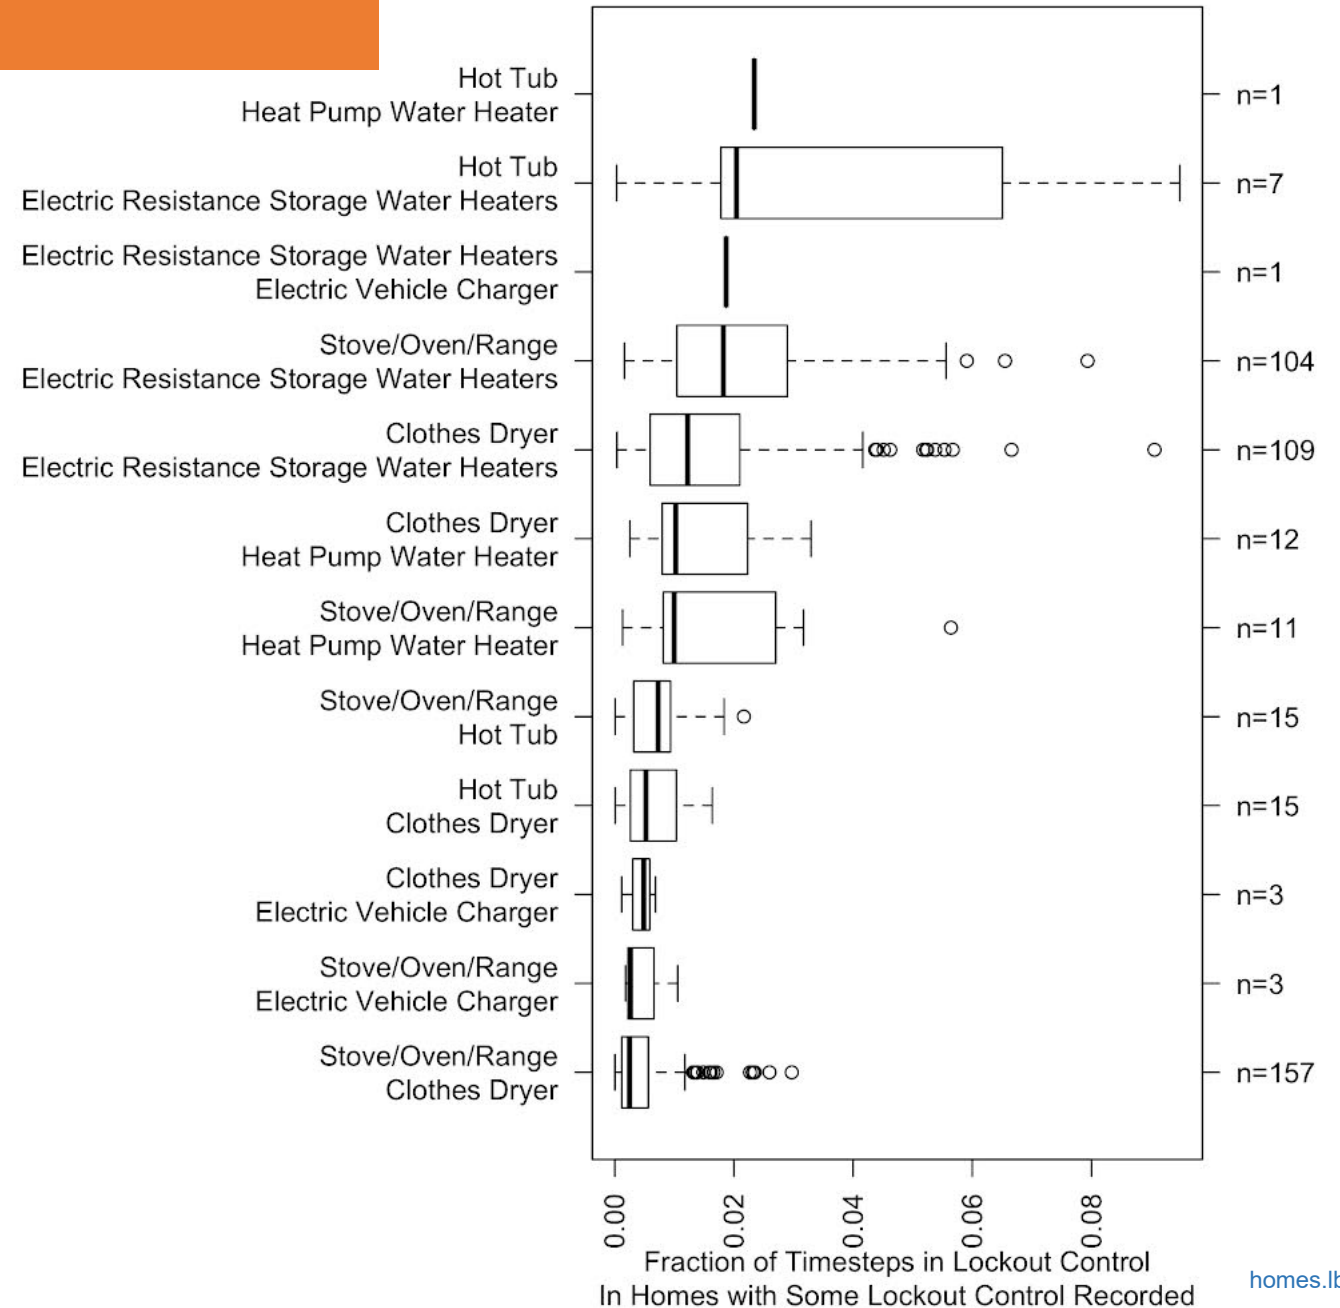 Hot Tub
Heat Pump Water Heater
n=1
Hot Tub
Electric Resistance Storage Water Heaters
n=7
Electric Resistance Storage Water Heaters
Electric Vehicle Charger
n=1
Stove/Oven/Range
Electric Resistance Storage Water Heaters
n=104
Clothes Dryer
Electric Resistance Storage Water Heaters
n=109
Clothes Dryer
Heat Pump Water Heater
n=12
Stove/Oven/Range
Heat Pump Water Heater
n=11
Stove/Oven/Range
Hot Tub
n=15
Hot Tub
Clothes Dryer
n=15
Clothes Dryer
Electric Vehicle Charger
n=3
Stove/Oven/Range
Electric Vehicle Charger
n=3
Stove/Oven/Range
Clothes Dryer
n=157
0.00 0.02 0.04 0.06 0.08
Fraction of Timesteps in Lockout Control
In Homes with Some Lockout Control Recorded